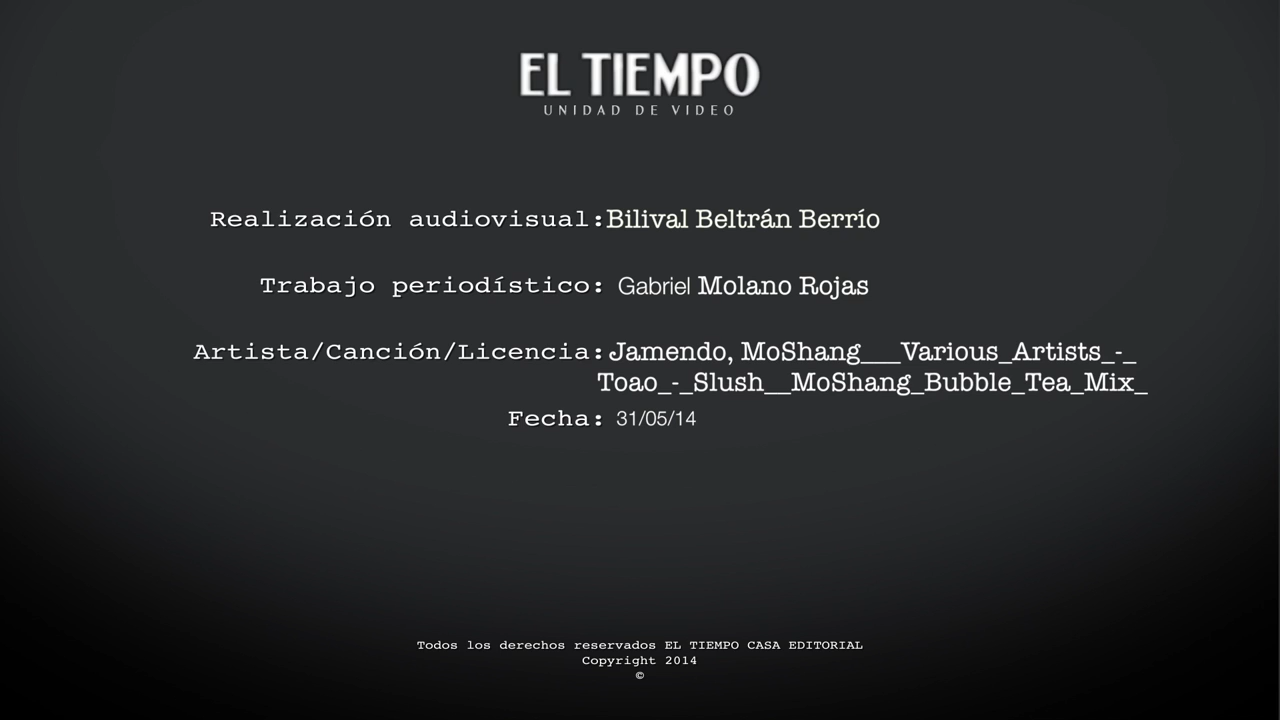 EL TIEMPO
UNIDAD DE VIDEO
Realización audiovisual: Bilival Beltrán Berrío
Trabajo periodístico: Gabriel Molano Rojas
Artista/Canción/Licencia: Jamendo, MoShang___Various_Artists_-_
Toao_-_Slush__MoShang_Bubble_Tea_Mix_
Fecha: 31/05/14
Todos los derechos reservados EL TIEMPO CASA EDITORIAL
Copyright 2014
©